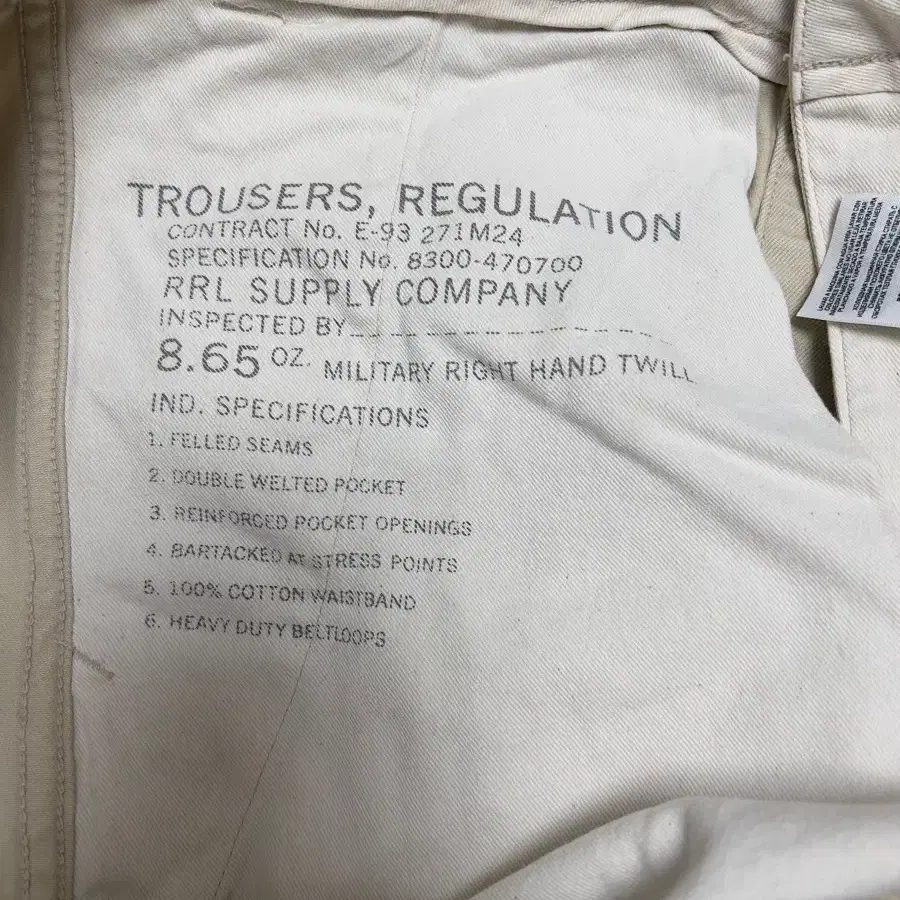 TROUSERS, REGULATION
CONTRACT No. E-93 271M24
SPECIFICATION No. 8300-470700
RRL SUPPLY COMPANY
INSPECTED BY
8.65 OZ. MILITARY RIGHT HAND TWILL
IND. SPECIFICATIONS
1. FELLED SEAMS
2. DOUBLE WELTED POCKET
3. REINFORCED POCKET OPENINGS
4. BARTACKED AT STRESS POINTS
5. 100% COTTON WAISTBAND
6. HEAVY DUTY BELTLOOPS